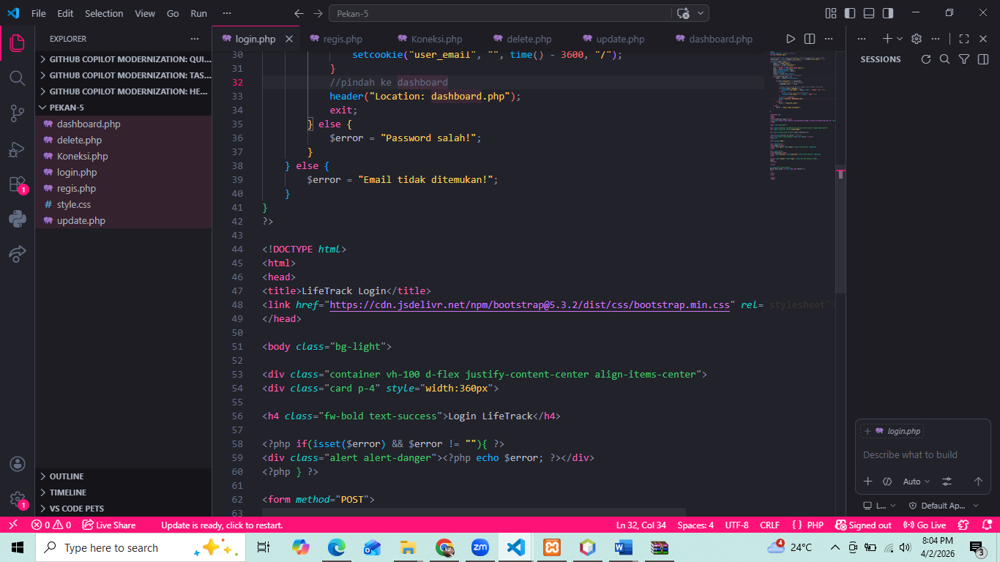 File Edit Selection View Go Run ··· Pekan-5
EXPLORER ···
GITHUB COPILOT MODERNIZATION: QUI...
GITHUB COPILOT MODERNIZATION: TAS...
GITHUB COPILOT MODERNIZATION: HE...
PEKAN-5
dashboard.php
delete.php
Koneksi.php
login.php
regis.php
# style.css
update.php
OUTLINE
TIMELINE
VS CODE PETS
1
1
login.php regis.php Koneksi.php delete.php update.php dashboard.php
30 setcookie("user_email", "", time() - 3600, "/");
31 }
32 //pindah ke dashboard
33 header("Location: dashboard.php");
34 exit;
35 } else {
36 $error = "Password salah!";
37 }
38 } else {
39 $error = "Email tidak ditemukan!";
40 }
41 }
42 ?>
43
44 <!DOCTYPE html>
45 <html>
46 <head>
47 <title>LifeTrack Login</title>
48 <link href="https://cdn.jsdelivr.net/npm/bootstrap@5.3.2/dist/css/bootstrap.min.css" rel="stylesheet">
49 </head>
50
51 <body class="bg-light">
52
53 <div class="container vh-100 d-flex justify-content-center align-items-center">
54 <div class="card p-4" style="width:360px">
55
56 <h4 class="fw-bold text-success">Login LifeTrack</h4>
57
58 <?php if(isset($error) && $error != ""){ ?>
59 <div class="alert alert-danger"><?php echo $error; ?></div>
60 <?php } ?>
61
62 <form method="POST">
63
SESSIONS
+ login.php
Describe what to build
Auto
L... Default Ap...
0 0 Live Share Update is ready, click to restart. Ln 32, Col 34 Spaces: 4 UTF-8 CRLF { } PHP Signed out Go Live
Type here to search zm 4 24°C 8:04 PM
4/2/2026 3